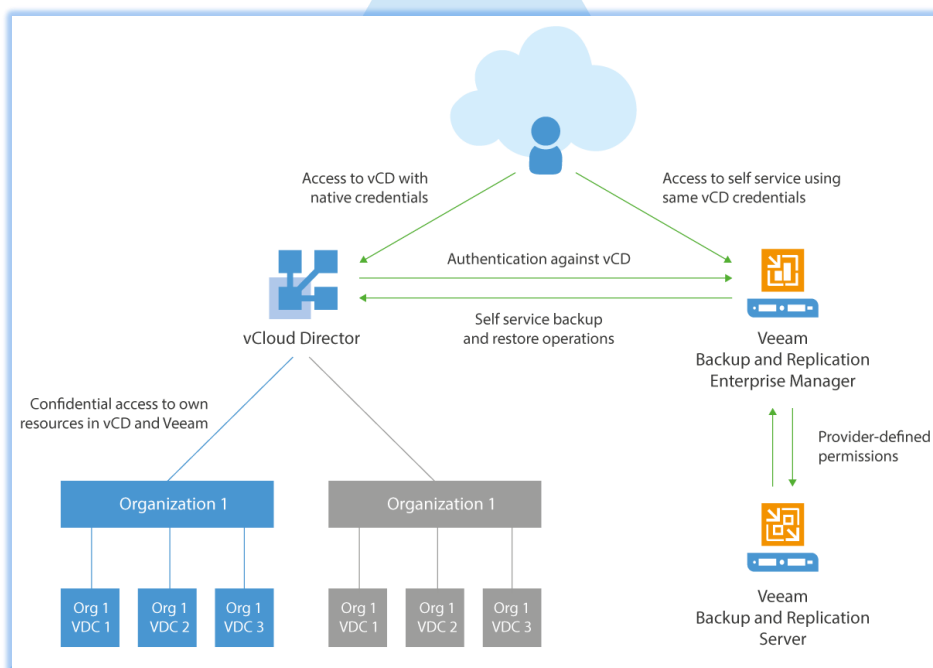 Access to vCD with
native credentials
Access to self service using
same vCD credentials
Authentication against vCD
Self service backup
and restore operations
vCloud Director
Veeam
Backup and Replication
Enterprise Manager
Confidential access to own
resources in vCD and Veeam
Provider-defined
permissions
Organization 1
Organization 1
Org 1
VDC 1
Org 1
VDC 2
Org 1
VDC 3
Org 1
VDC 1
Org 1
VDC 2
Org 1
VDC 3
Veeam
Backup and Replication
Server